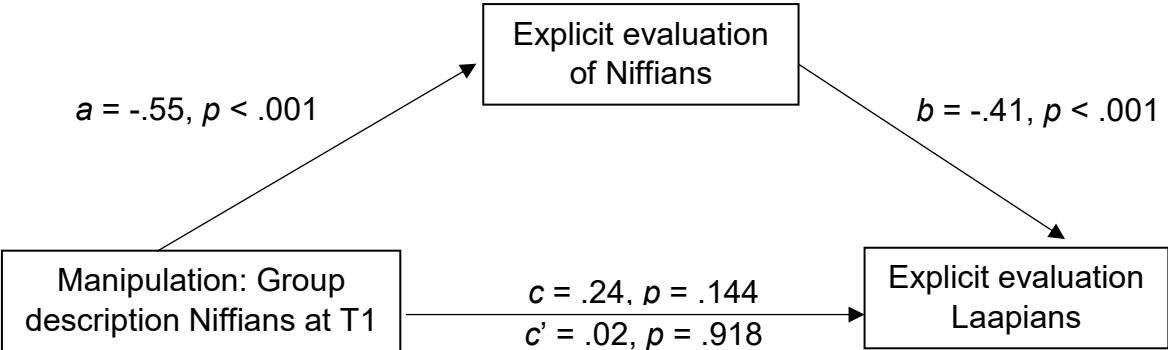 Explicit evaluation
of Niffians
a = -.55, p < .001
b = -.41, p < .001
Manipulation: Group
description Niffians at T1
c = .24, p = .144
c' = .02, p = .918
Explicit evaluation
Laapians